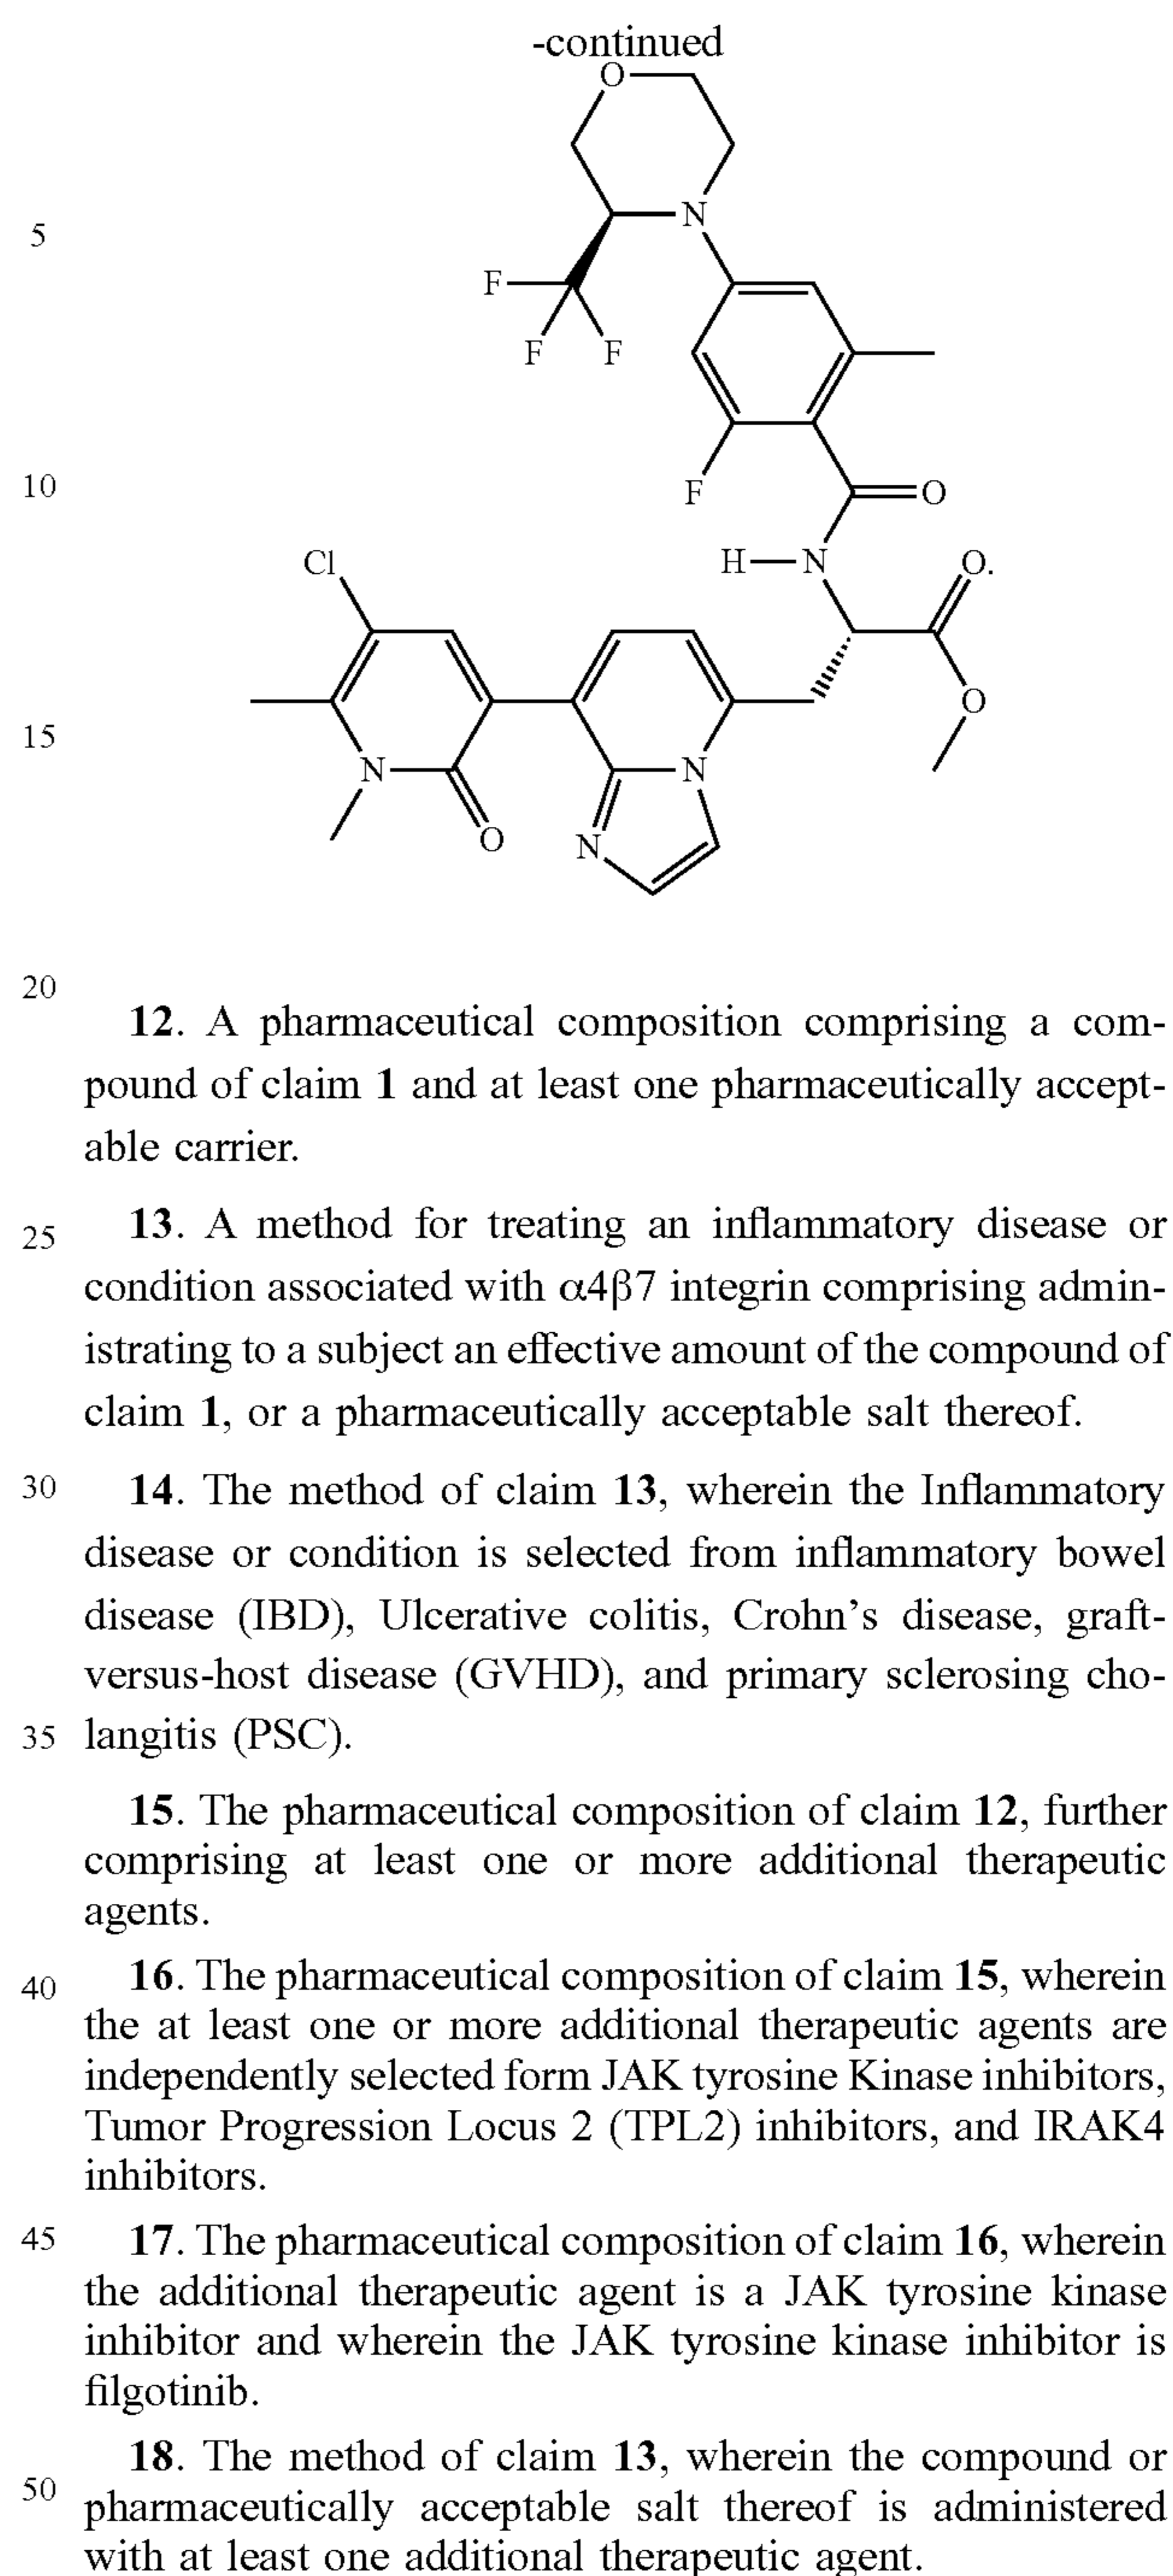 -continued
O
N
5
F
F
F
F
10
O
H
N
Cl
O.
O
15
N
N
O
N
20
12. A pharmaceutical composition comprising a com-
pound of claim 1 and at least one pharmaceutically accept-
able carrier.
25
13. A method for treating an inflammatory disease or
condition associated with α4β7 integrin comprising admin-
istrating to a subject an effective amount of the compound of
claim 1, or a pharmaceutically acceptable salt thereof.
30
14. The method of claim 13, wherein the Inflammatory
disease or condition is selected from inflammatory bowel
disease (IBD), Ulcerative colitis, Crohn’s disease, graft-
versus-host disease (GVHD), and primary sclerosing cho-
35
langitis (PSC).
15. The pharmaceutical composition of claim 12, further
comprising at least one or more additional therapeutic
agents.
40
16. The pharmaceutical composition of claim 15, wherein
the at least one or more additional therapeutic agents are
independently selected form JAK tyrosine Kinase inhibitors,
Tumor Progression Locus 2 (TPL2) inhibitors, and IRAK4
inhibitors.
45
17. The pharmaceutical composition of claim 16, wherein
the additional therapeutic agent is a JAK tyrosine kinase
inhibitor and wherein the JAK tyrosine kinase inhibitor is
filgotinib.
18. The method of claim 13, wherein the compound or
50
pharmaceutically acceptable salt thereof is administered
with at least one additional therapeutic agent.